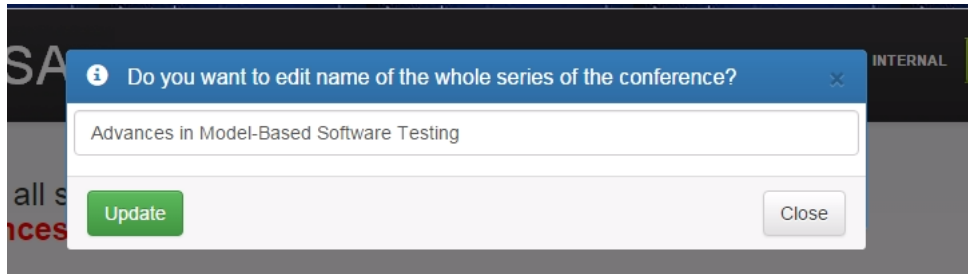 SA
Do you want to edit name of the whole series of the conference?
×
INTERNAL
Advances in Model-Based Software Testing
all s
nces
Update
Close